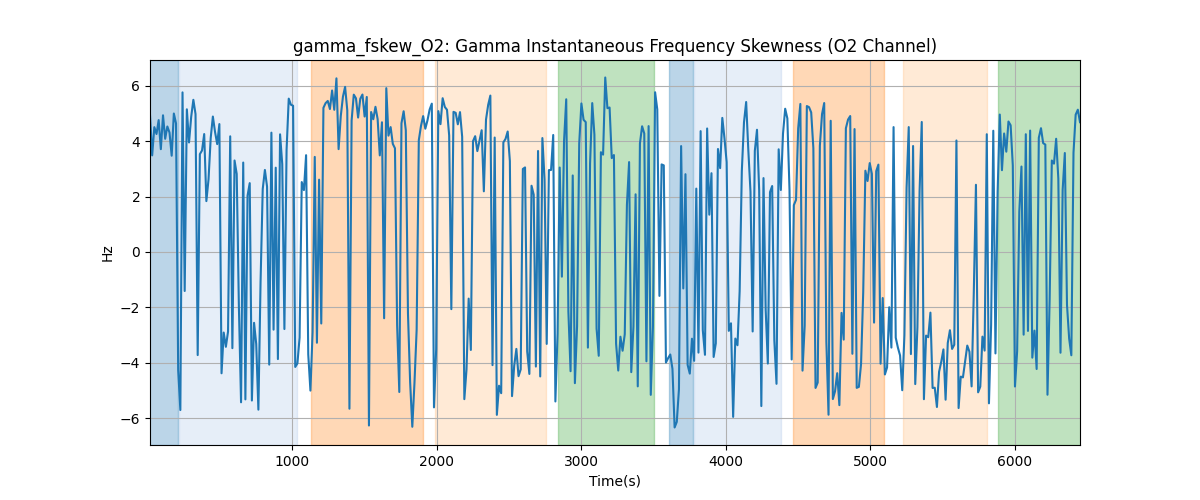 gamma_fskew_O2: Gamma Instantaneous Frequency Skewness (O2 Channel)
Hz
6
4
2
0
−2
−4
−6
1000 2000 3000 4000 5000 6000
Time(s)